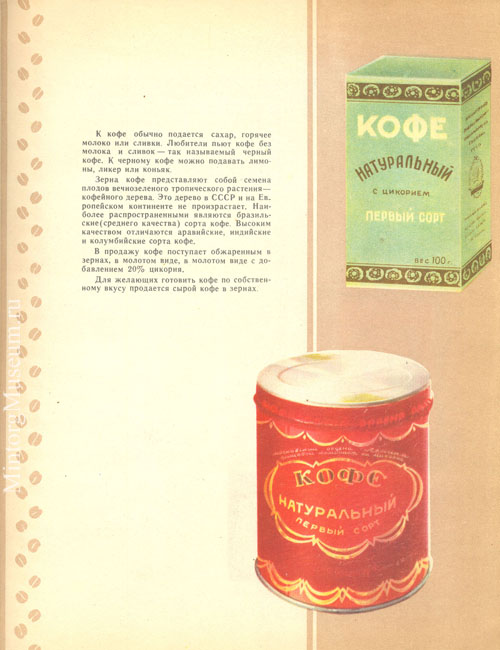 К кофе обычно подается сахар, горячее
молоко или сливки. Любители пьют кофе без
молока и сливок — так называемый черный
кофе. К черному кофе можно подавать лимо-
ны, ликер или коньяк.
Зерна кофе представляют собой семена
плодов вечнозеленого тропического растения—
кофейного дерева. Это дерево в СССР и на Ев.
ропейском континенте не произрастает. Наи-
более распространенными являются бразиль-
ские(среднего качества) сорта кофе. Высоким
качеством отличаются аравийские, индийские
и колумбийские сорта кофе.
В продажу кофе поступает обжаренным в
зернах, в молотом виде, в молотом виде с до-
бавлением 20% цикория.
Для желающих готовить кофе по собствен-
ному вкусу продается сырой кофе в зернах.
КОФЕ
НАТУРАЛЬНЫЙ
С ЦИКОРИЕМ
ПЕРВЫЙ СОРТ
ВЕС 100 г.
КОФЕ
НАТУРАЛЬНЫЙ
ПЕРВЫЙ СОРТ
MintorgMuseum.ru